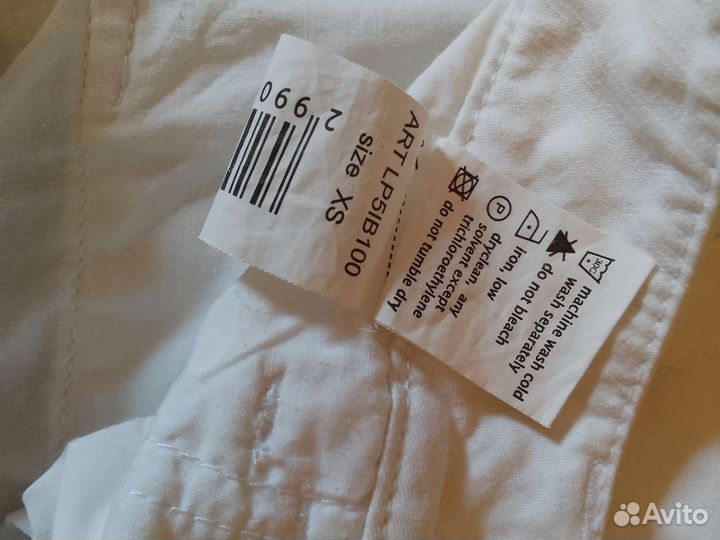 2 990
ART LP5IB100
size XS
30C
machine wash cold
wash separately
do not bleach
iron, low
P
dryclean, any
solvent except
trichloroethylene
do not tumble dry
Avito